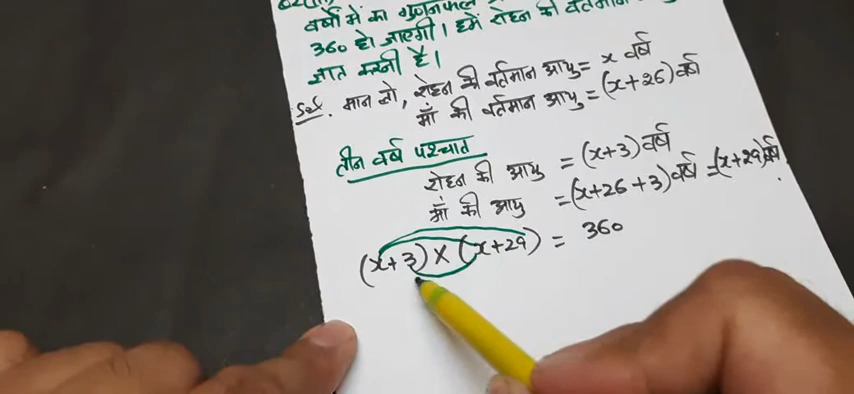 वर्षों में का गुणनफल
360 हो जाएगी। हमें रोहन की वर्तमान
ज्ञात करनी है।
Sol. मान लो, रोहन की वर्तमान आयु = x वर्ष
माँ की वर्तमान आयु = (x+26) वर्ष
तीन वर्ष पश्चात
रोहन की आयु = (x+3) वर्ष
माँ की आयु = (x+26+3) वर्ष = (x+29) वर्ष.
(x+3) × (x+29) = 360